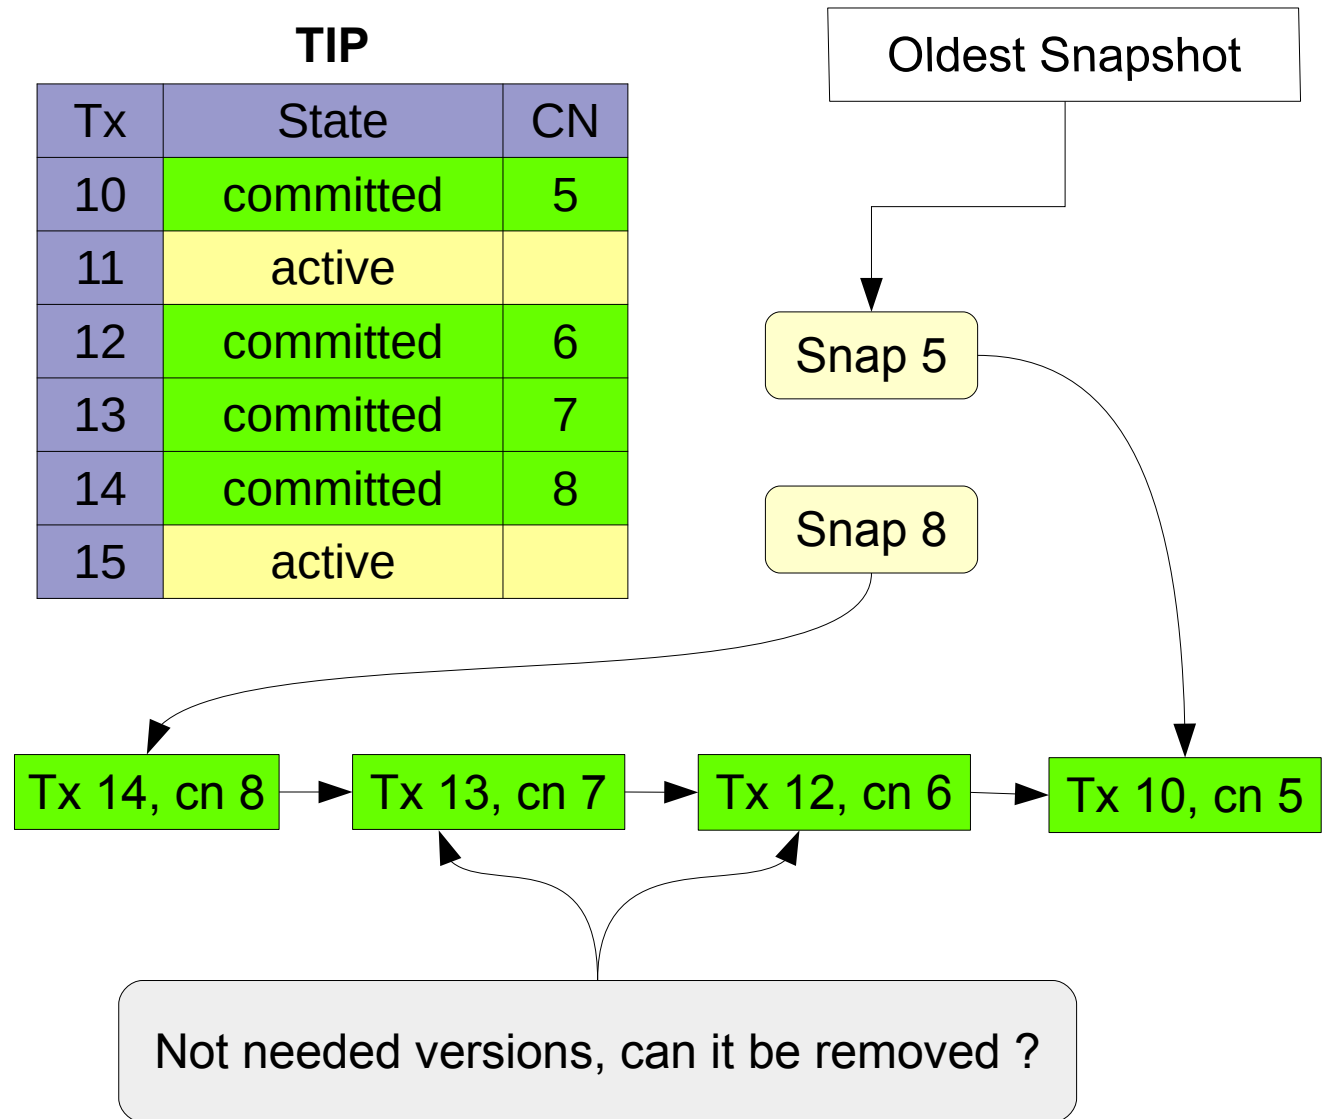 TIP
Tx State CN
10 committed 5
11 active
12 committed 6
13 committed 7
14 committed 8
15 active
Oldest Snapshot
Snap 5
Snap 8
Tx 14, cn 8
Tx 13, cn 7
Tx 12, cn 6
Tx 10, cn 5
Not needed versions, can it be removed ?